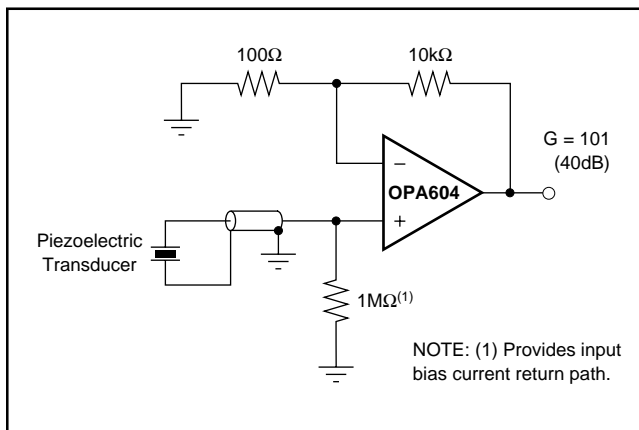 100Ω
10kΩ
G = 101
(40dB)
–
OPA604
+
Piezoelectric
Transducer
1MΩ(1)
NOTE: (1) Provides input
bias current return path.